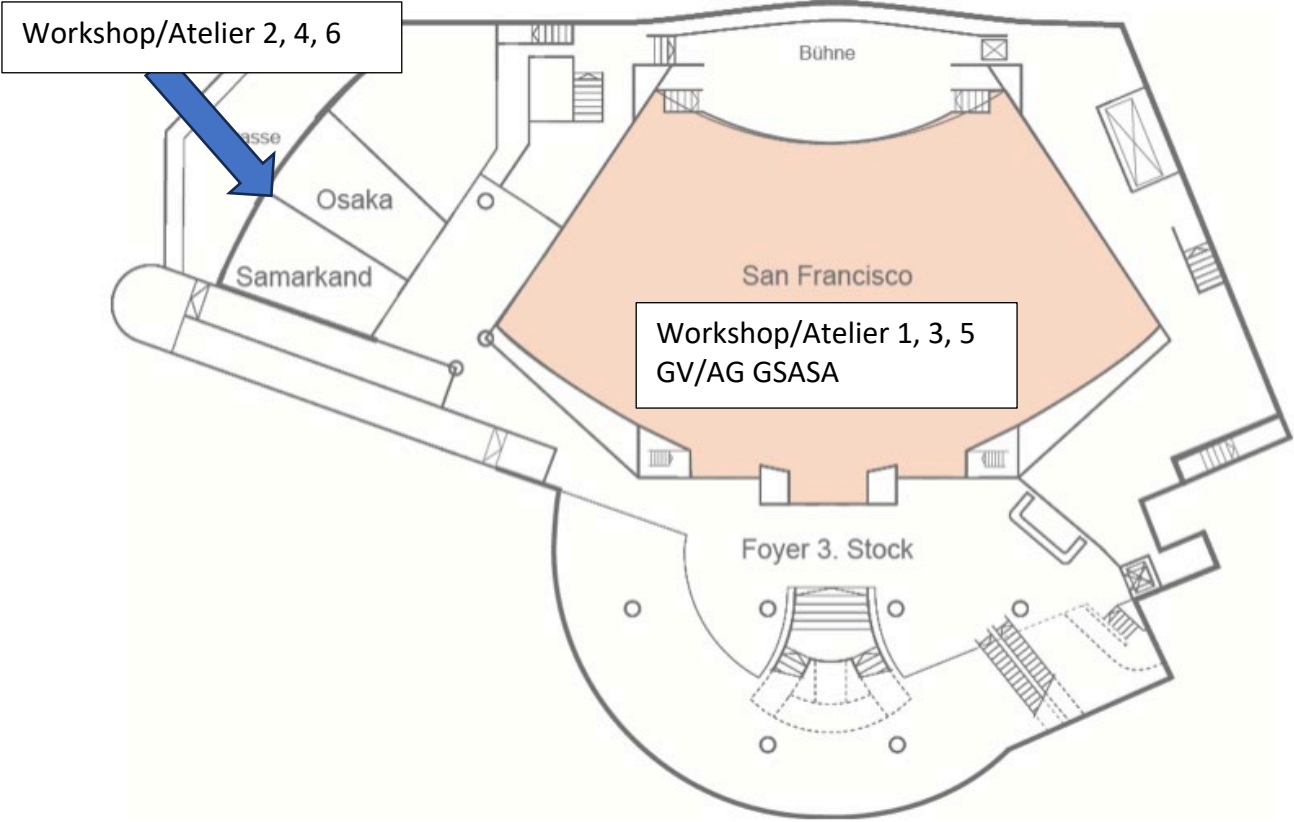 Workshop/Atelier 2, 4, 6
Bühne
asse
Osaka
Samarkand
San Francisco
Workshop/Atelier 1, 3, 5
GV/AG GSASA
Foyer 3. Stock